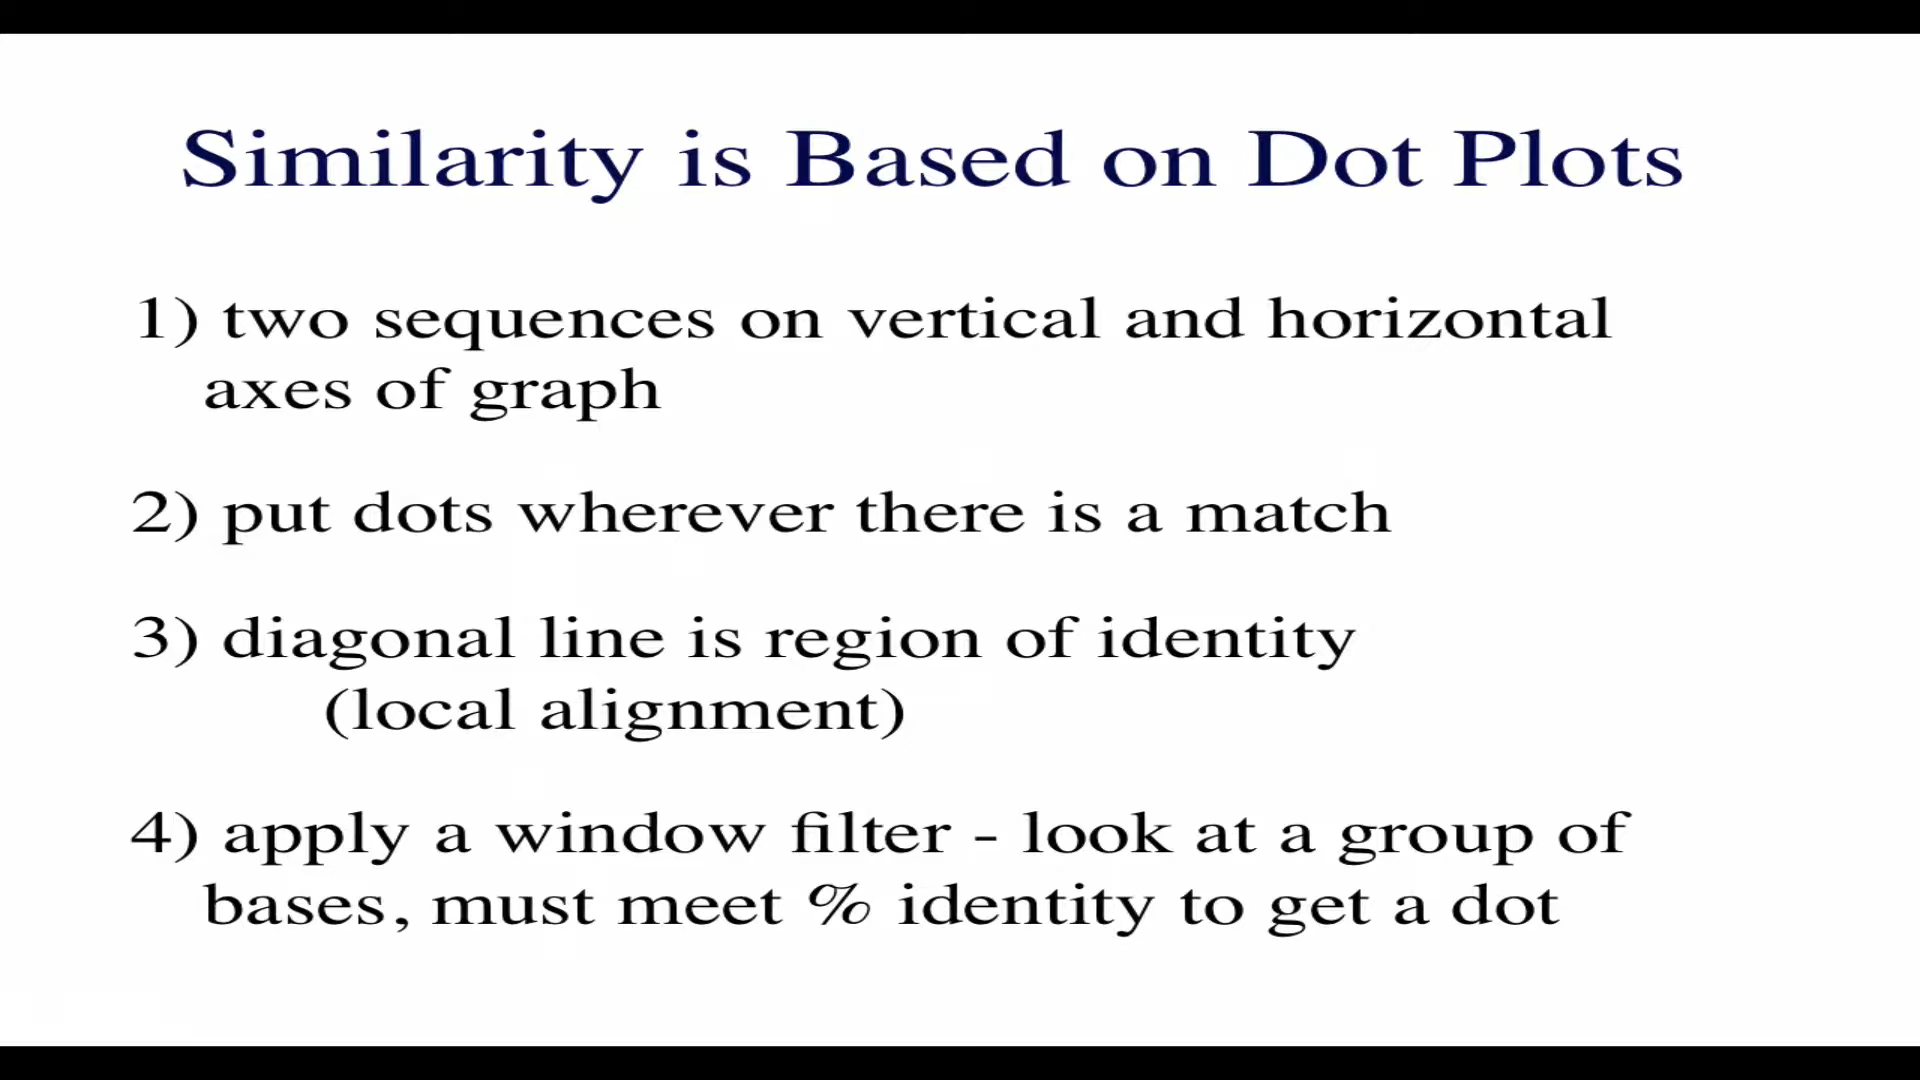 Similarity is Based on Dot Plots
1) two sequences on vertical and horizontal
axes of graph
2) put dots wherever there is a match
3) diagonal line is region of identity
(local alignment)
4) apply a window filter - look at a group of
bases, must meet % identity to get a dot